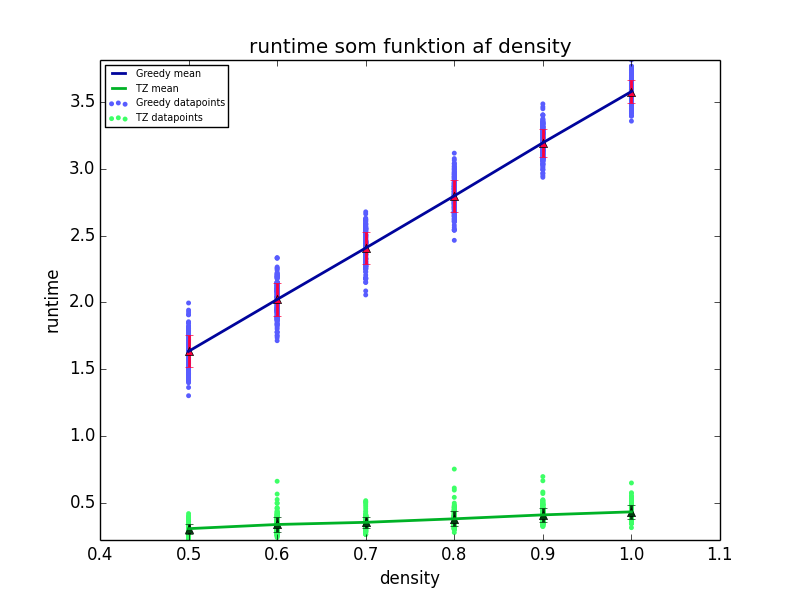 runtime som funktion af density
Greedy mean
TZ mean
Greedy datapoints
TZ datapoints
3.5
3.0
2.5
2.0
1.5
1.0
0.5
runtime
0.4 0.5 0.6 0.7 0.8 0.9 1.0 1.1
density